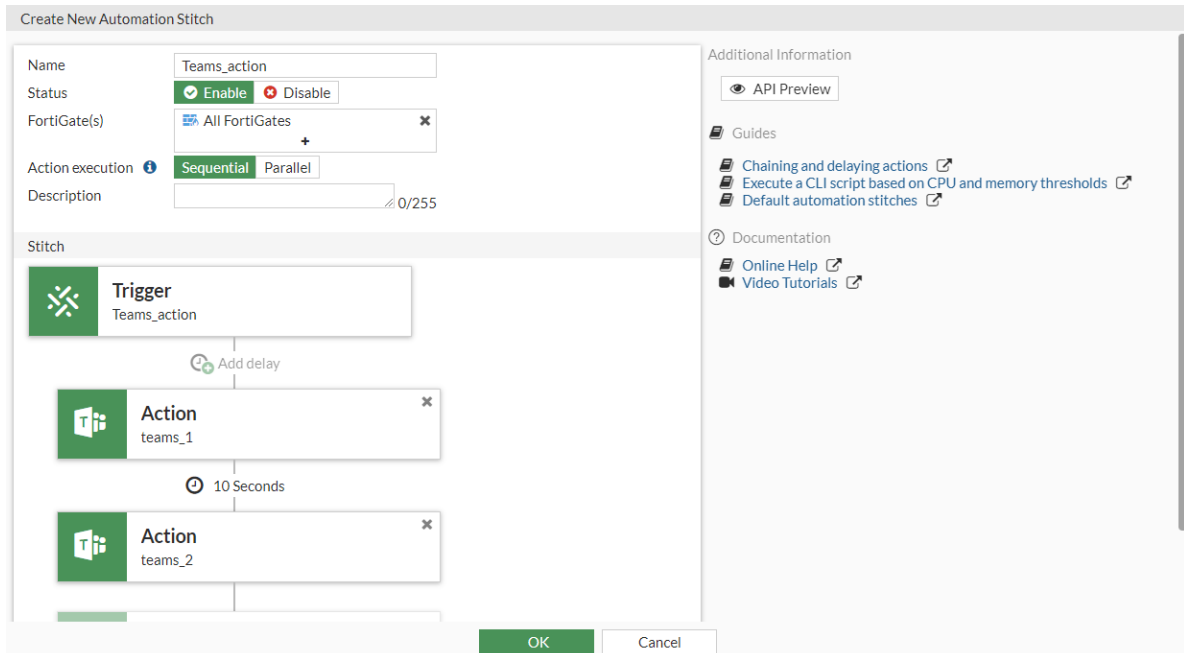 Create New Automation Stitch
Name
Teams_action
Status
Enable
Disable
FortiGate(s)
All FortiGates
+
Action execution
Sequential
Parallel
Description
0/255
Stitch
Trigger
Teams_action
Add delay
Action
teams_1
10 Seconds
Action
teams_2
Additional Information
API Preview
Guides
Chaining and delaying actions
Execute a CLI script based on CPU and memory thresholds
Default automation stitches
Documentation
Online Help
Video Tutorials
OK
Cancel